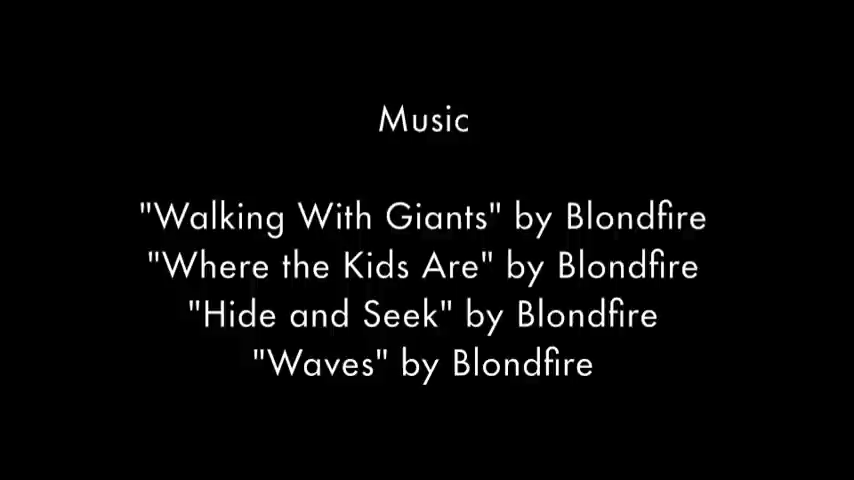 Music
"Walking With Giants" by Blondfire
"Where the Kids Are" by Blondfire
"Hide and Seek" by Blondfire
"Waves" by Blondfire